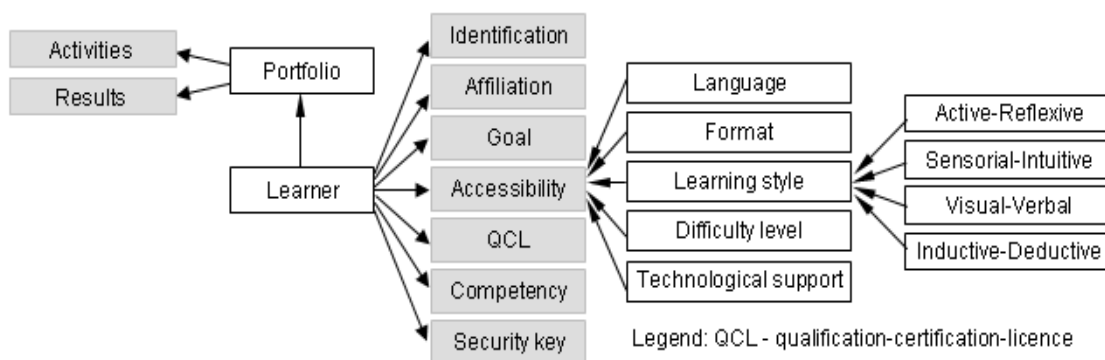 Activities
Results
Portfolio
Learner
Identification
Affiliation
Goal
Accessibility
QCL
Competency
Security key
Language
Format
Learning style
Difficulty level
Technological support
Active-Reflexive
Sensorial-Intuitive
Visual-Verbal
Inductive-Deductive
Legend: QCL - qualification-certification-licence